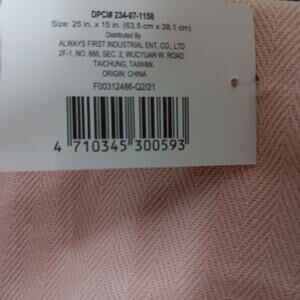 DPCI# 234-07-1158
Size: 25 in. x 15 in. (63.5 cm x 38.1 cm)
Distributed By
ALWAYS FIRST INDUSTRIAL ENT. CO., LTD
2F-1, NO. 666, SEC. 2, WUCYUAN W. ROAD.
TAICHUNG, TAIWAN.
ORIGIN: CHINA
F00312486-Q2/21
4 710345 300593